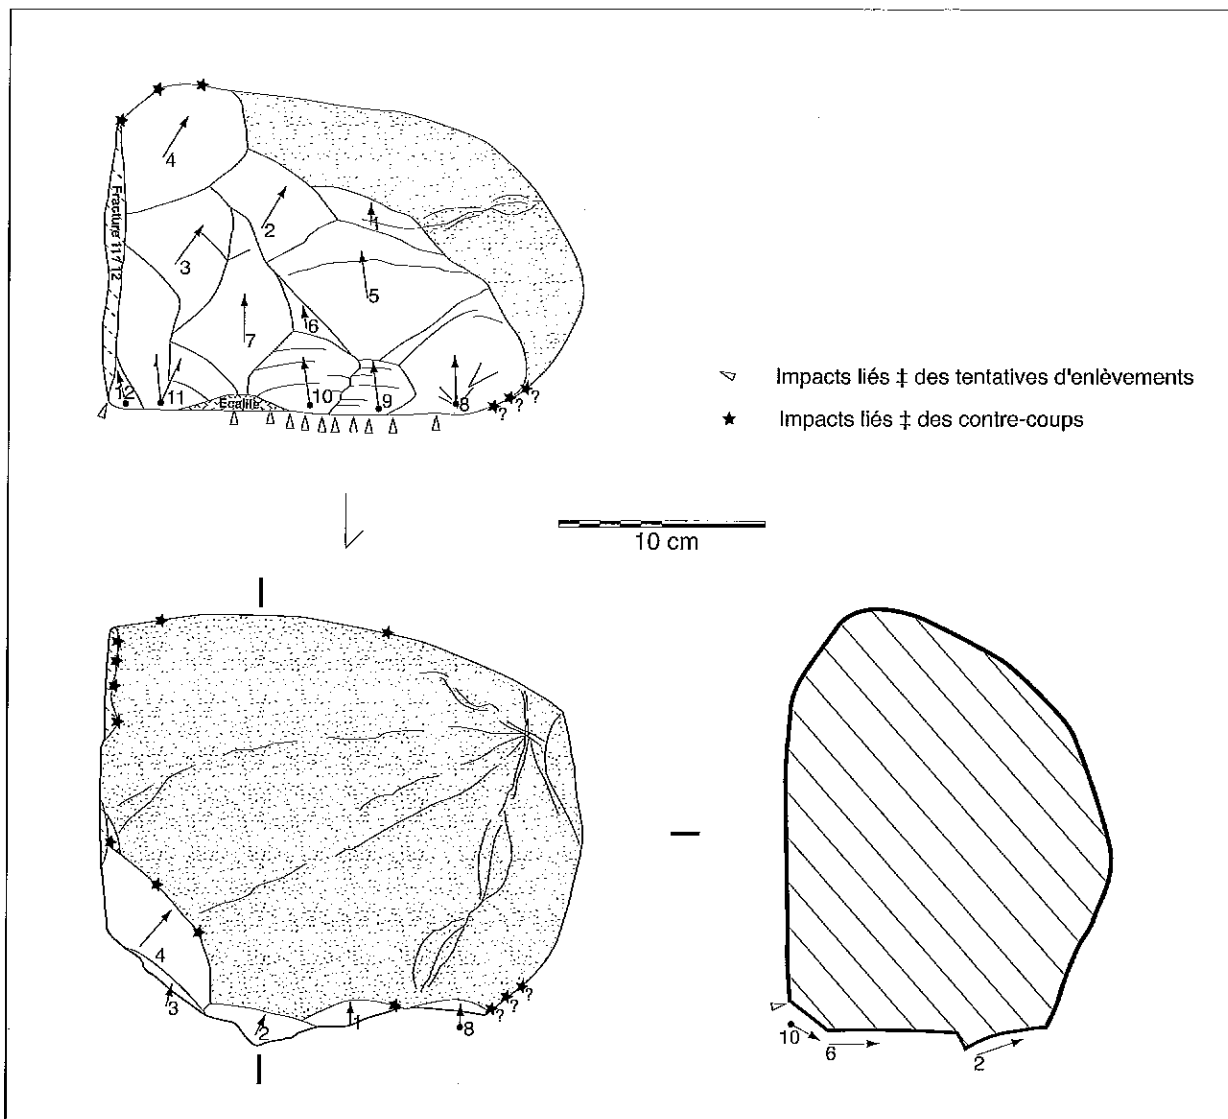 4
Fracture 11 / 12
2
1
3
5
7
6
12
11
Ecaille
10
9
8
? ? ?
Impacts liés ‡ des tentatives d'enlèvements
Impacts liés ‡ des contre-coups
10 cm
4
3
2
1
8
? ? ?
10
6
2